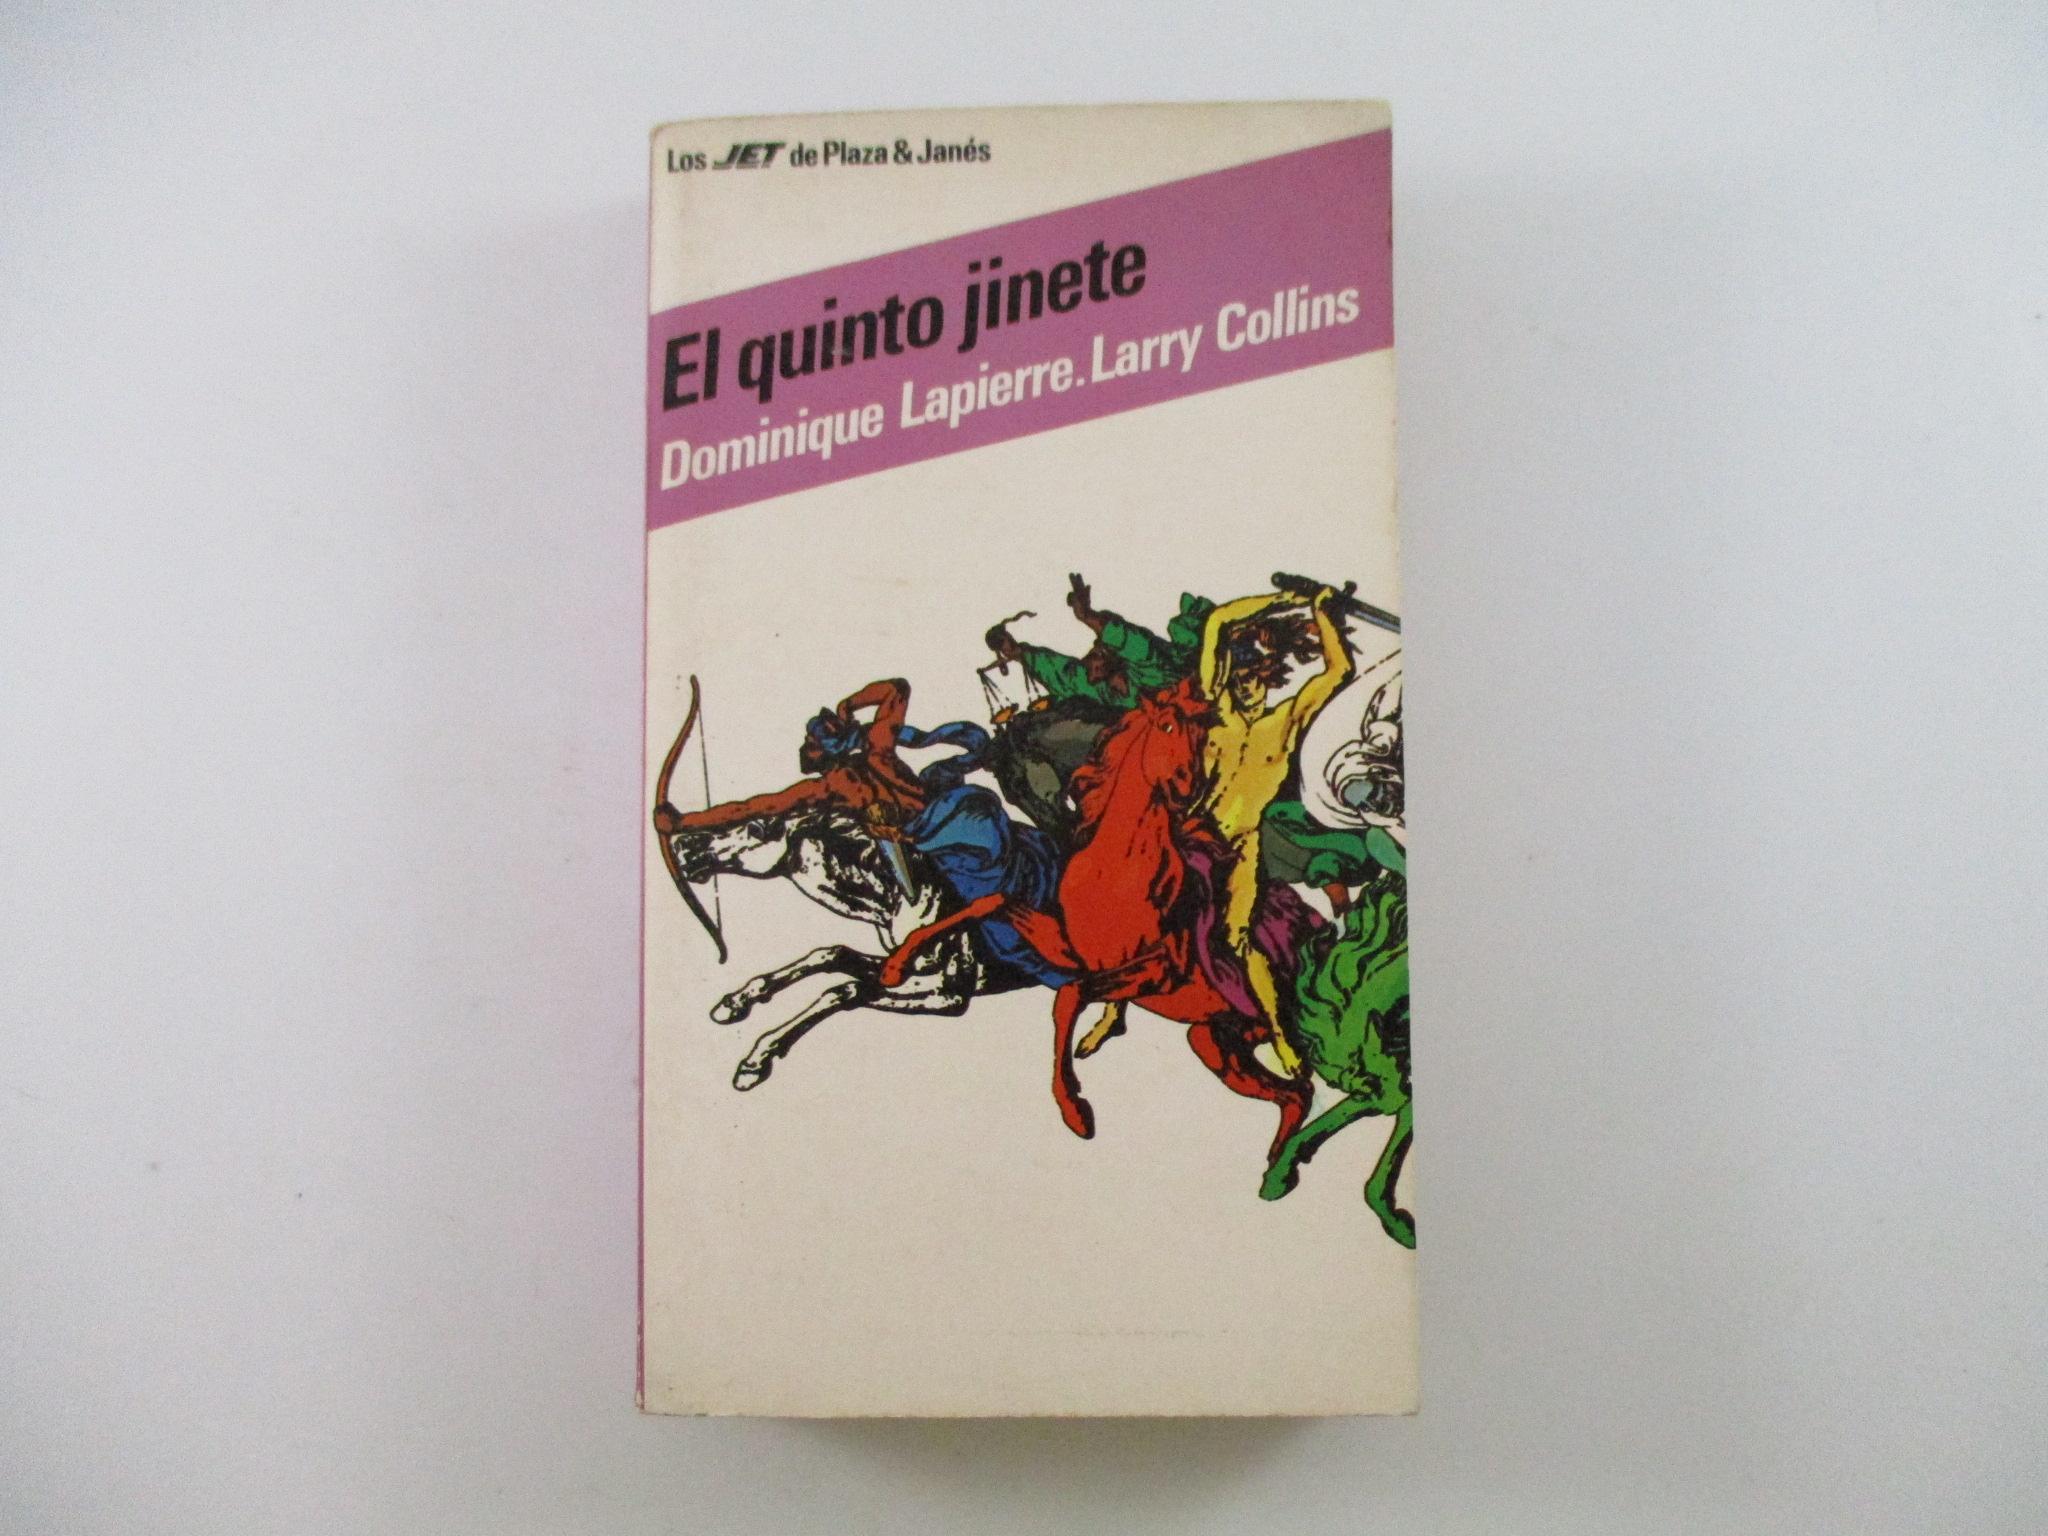 Los JET de Plaza & Janés
El quinto jinete
Dominique Lapierre. Larry Collins